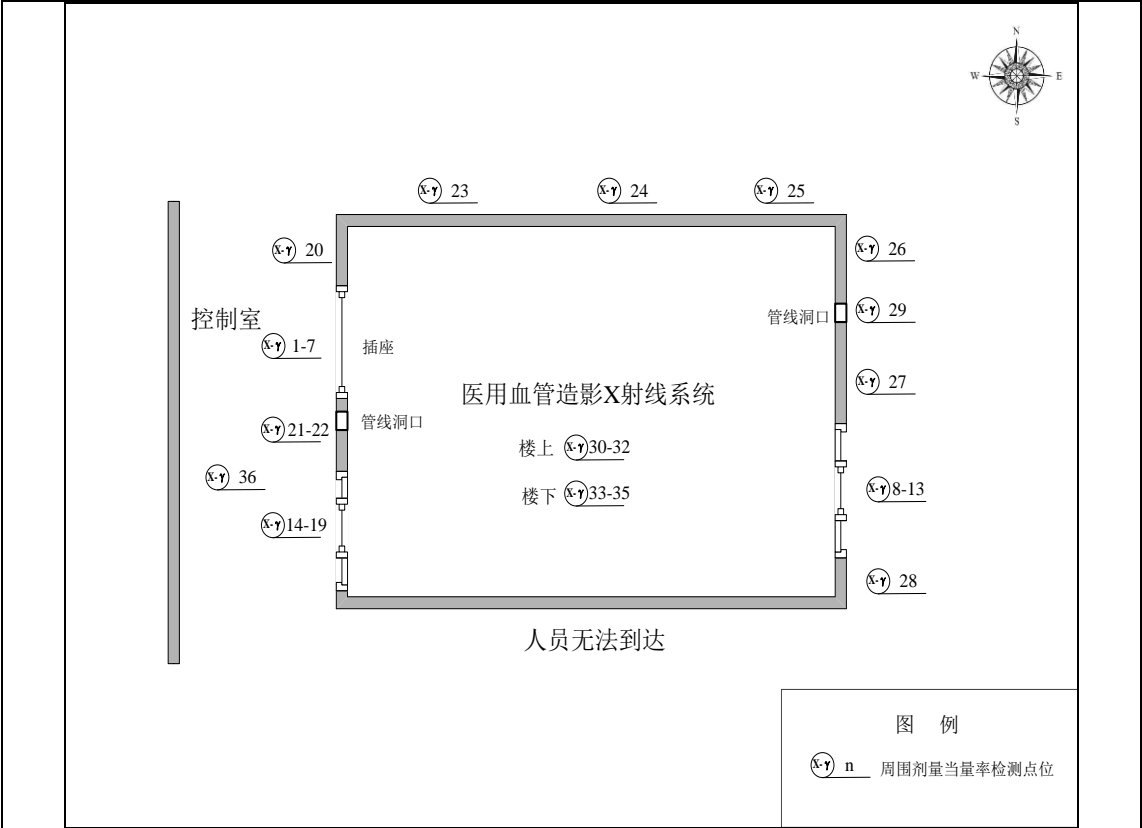 N
W E
S
X-γ 23 X-γ 24 X-γ 25
X-γ 20 X-γ 26
控制室
管线洞口 X-γ 29
X-γ 1-7 插座
X-γ 27
医用血管造影X射线系统
X-γ 21-22 管线洞口
楼上 X-γ 30-32
X-γ 36
楼下 X-γ 33-35
X-γ 8-13
X-γ 14-19
X-γ 28
人员无法到达
图 例
X-γ n 周围剂量当量率检测点位